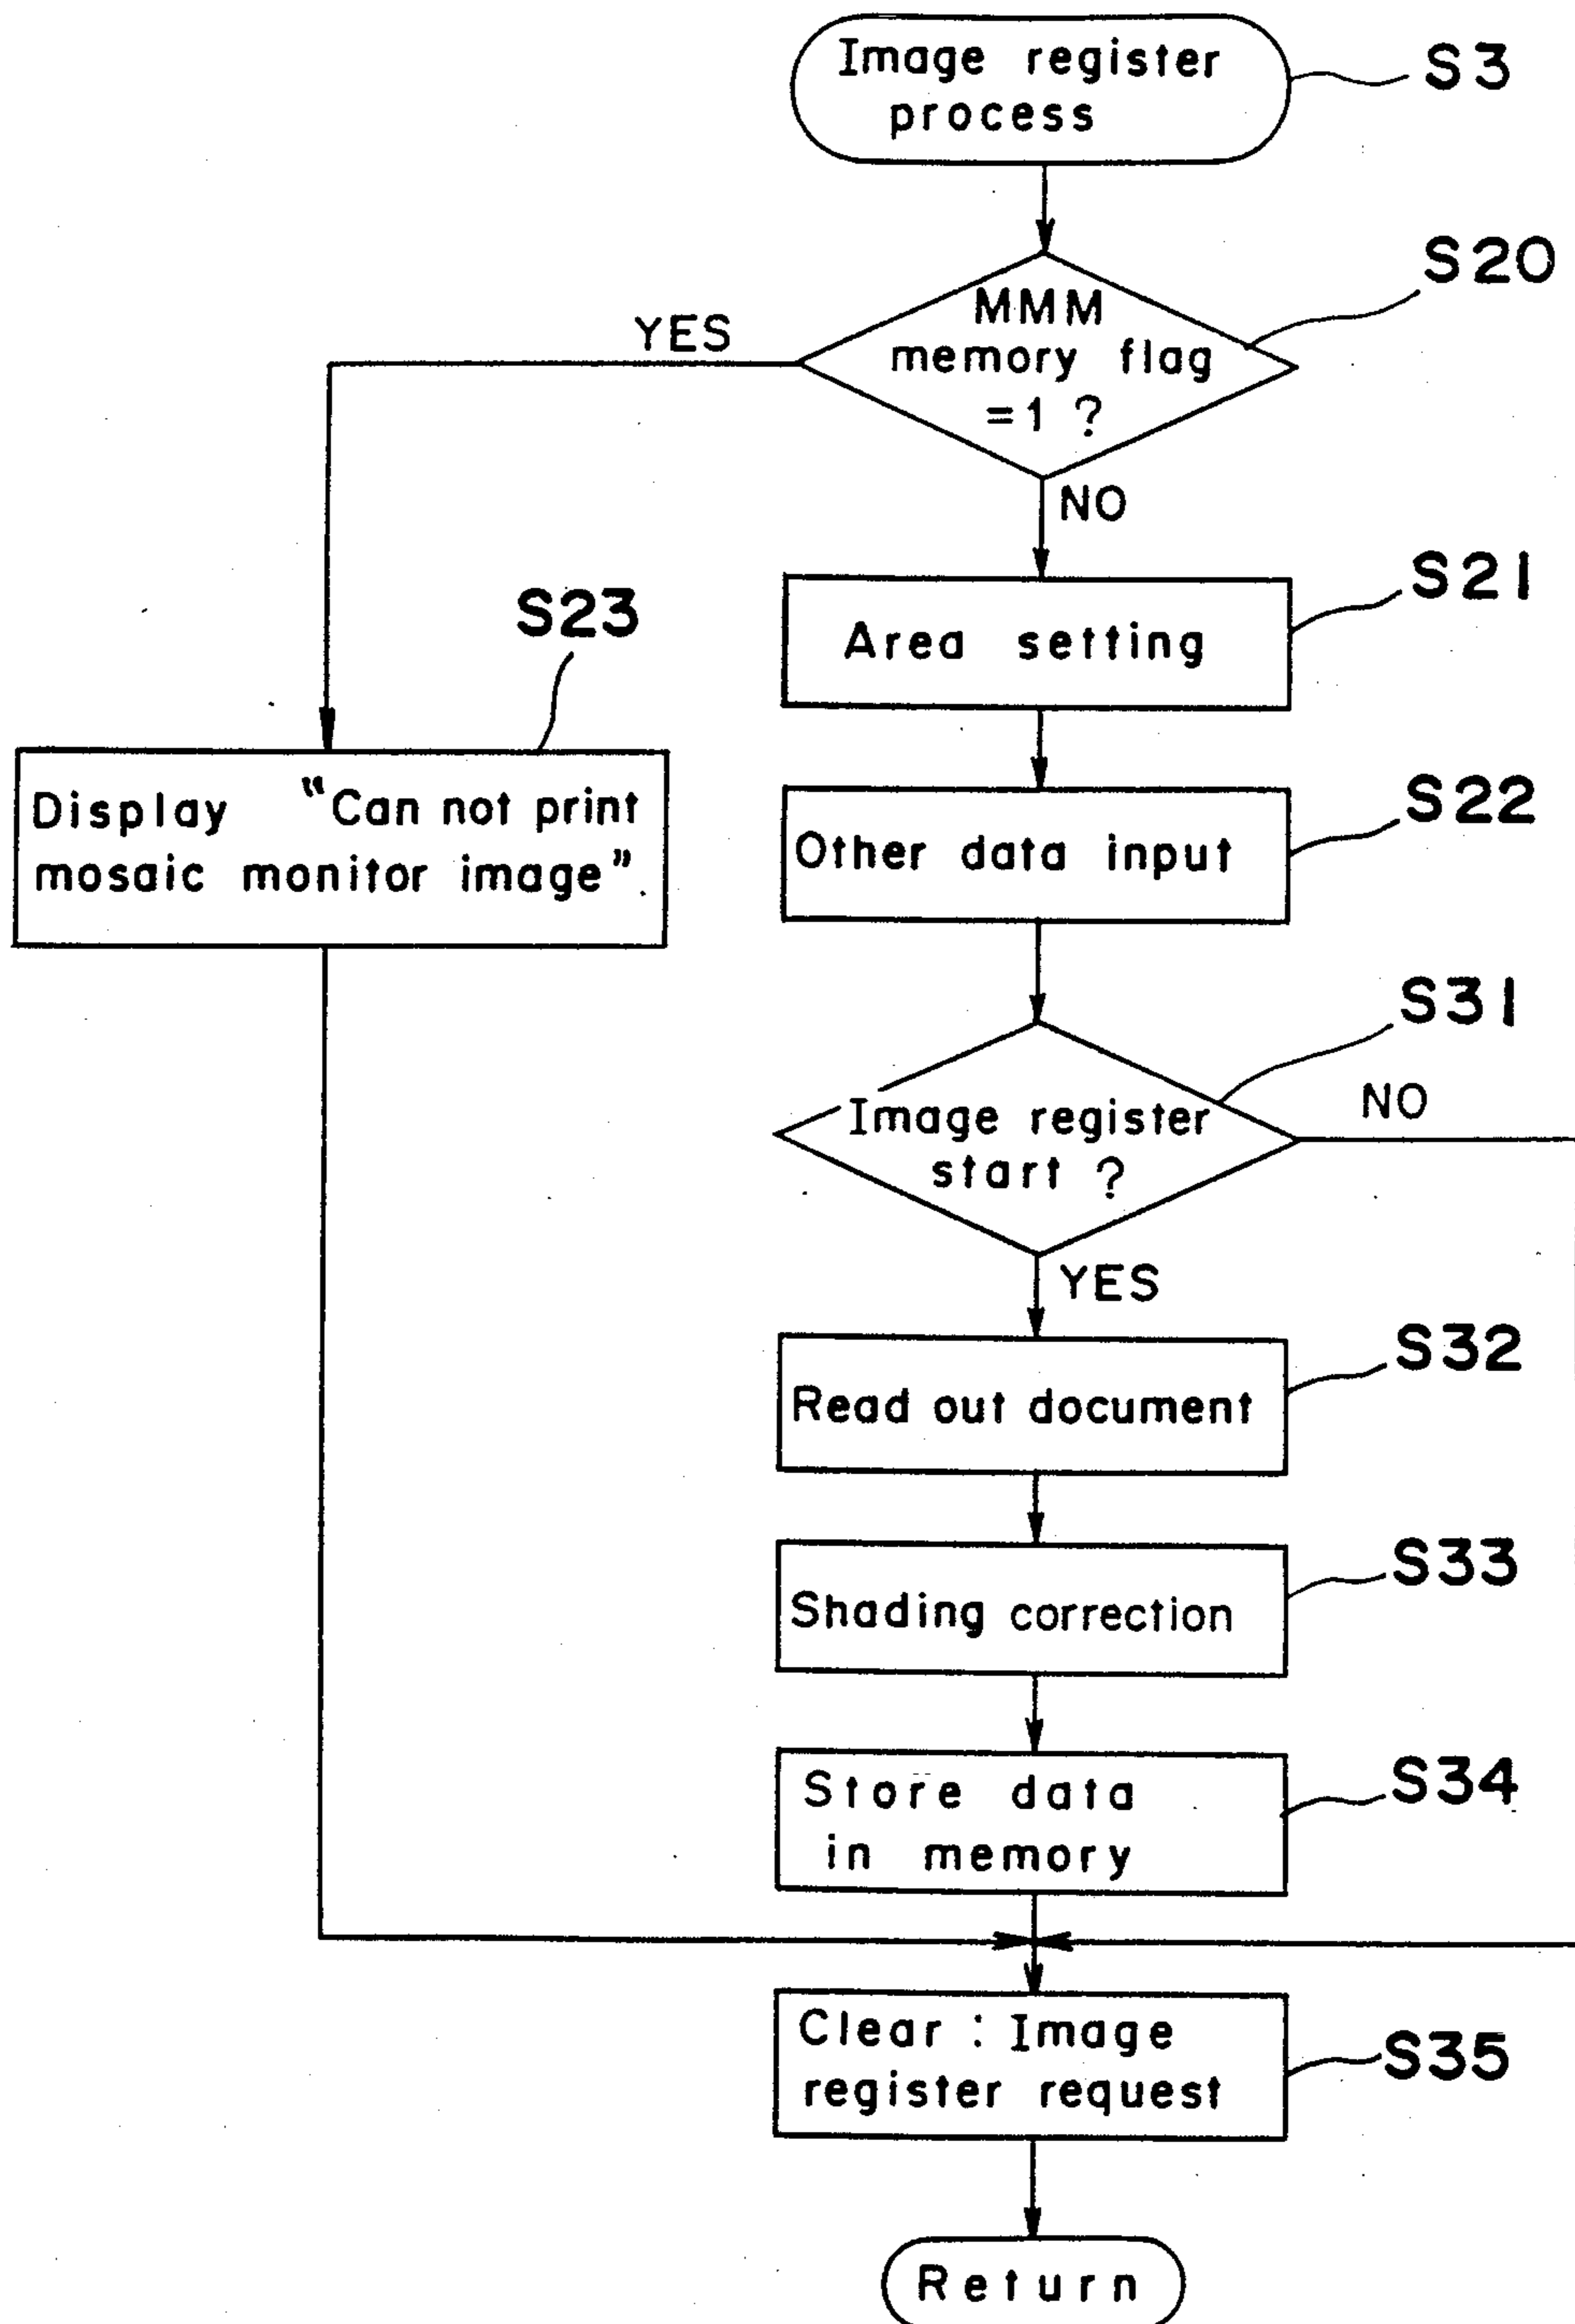 Image register
process
S3
S20
MMM
memory flag
=1 ?
YES
NO
S21
Area setting
S23
Display "Can not print
mosaic monitor image".
S22
Other data input
S31
Image register
start ?
NO
YES
S32
Read out document
S33
Shading correction
S34
Store data
in memory
S35
Clear : Image
register request
Return